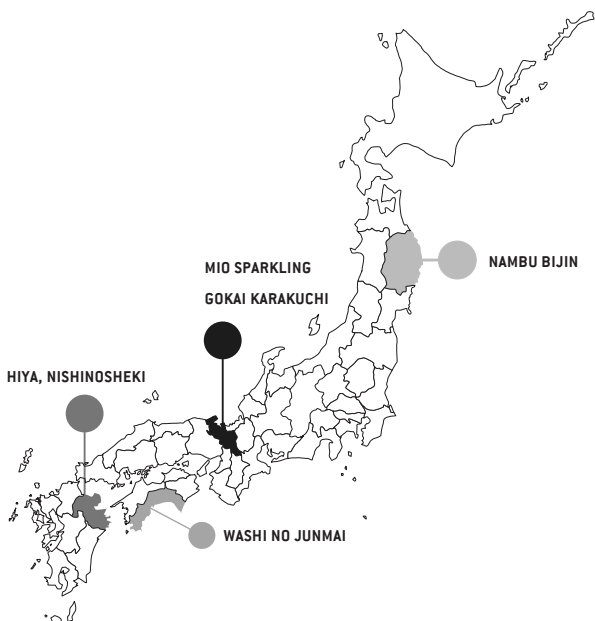 MIO SPARKLING
GOKAI KARAKUCHI
NAMBU BIJIN
HIYA, NISHINOSHEKI
WASHI NO JUNMAI